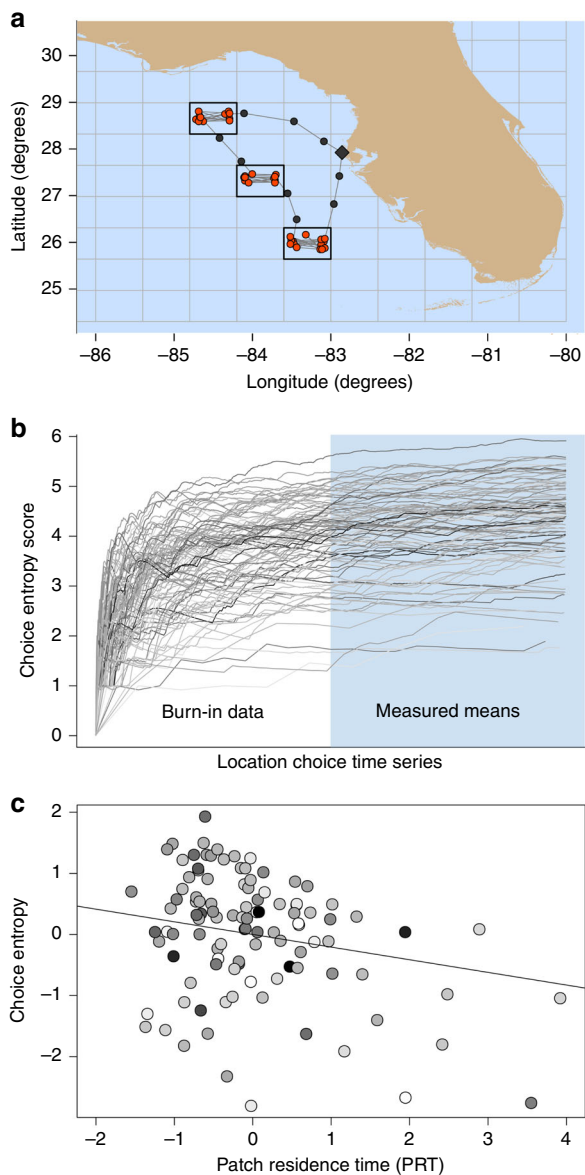 a
30
29
28
27
26
25
Latitude (degrees)
−86 −85 −84 −83 −82 −81 −80
Longitude (degrees)
b
6
5
4
3
2
1
0
Choice entropy score
Burn-in data
Measured means
Location choice time series
c
2
1
0
−1
−2
Choice entropy
−2 −1 0 1 2 3 4
Patch residence time (PRT)